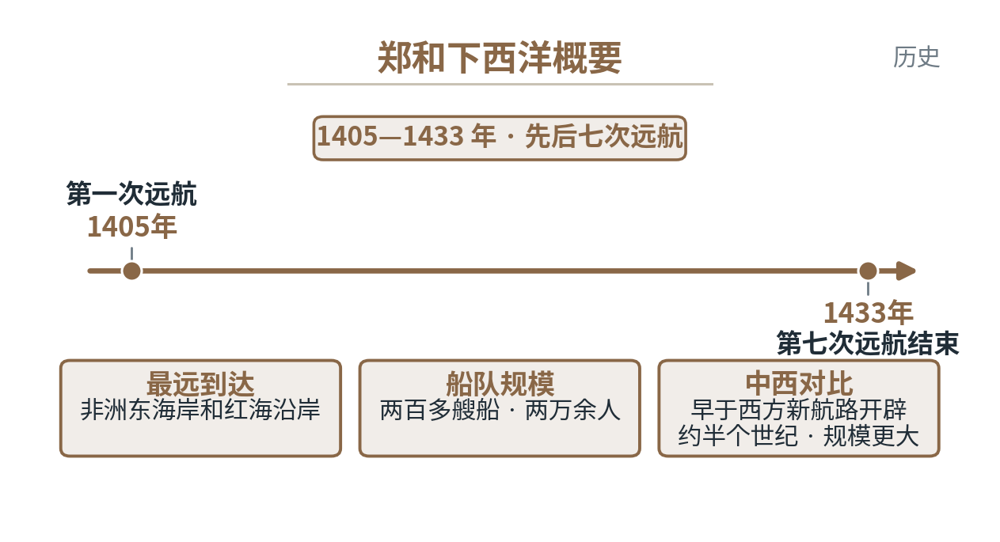 郑和下西洋概要
历史
1405—1433 年 · 先后七次远航
第一次远航
1405年
1433年
第七次远航结束
最远到达
非洲东海岸和红海沿岸
船队规模
两百多艘船 · 两万余人
中西对比
早于西方新航路开辟
约半个世纪 · 规模更大